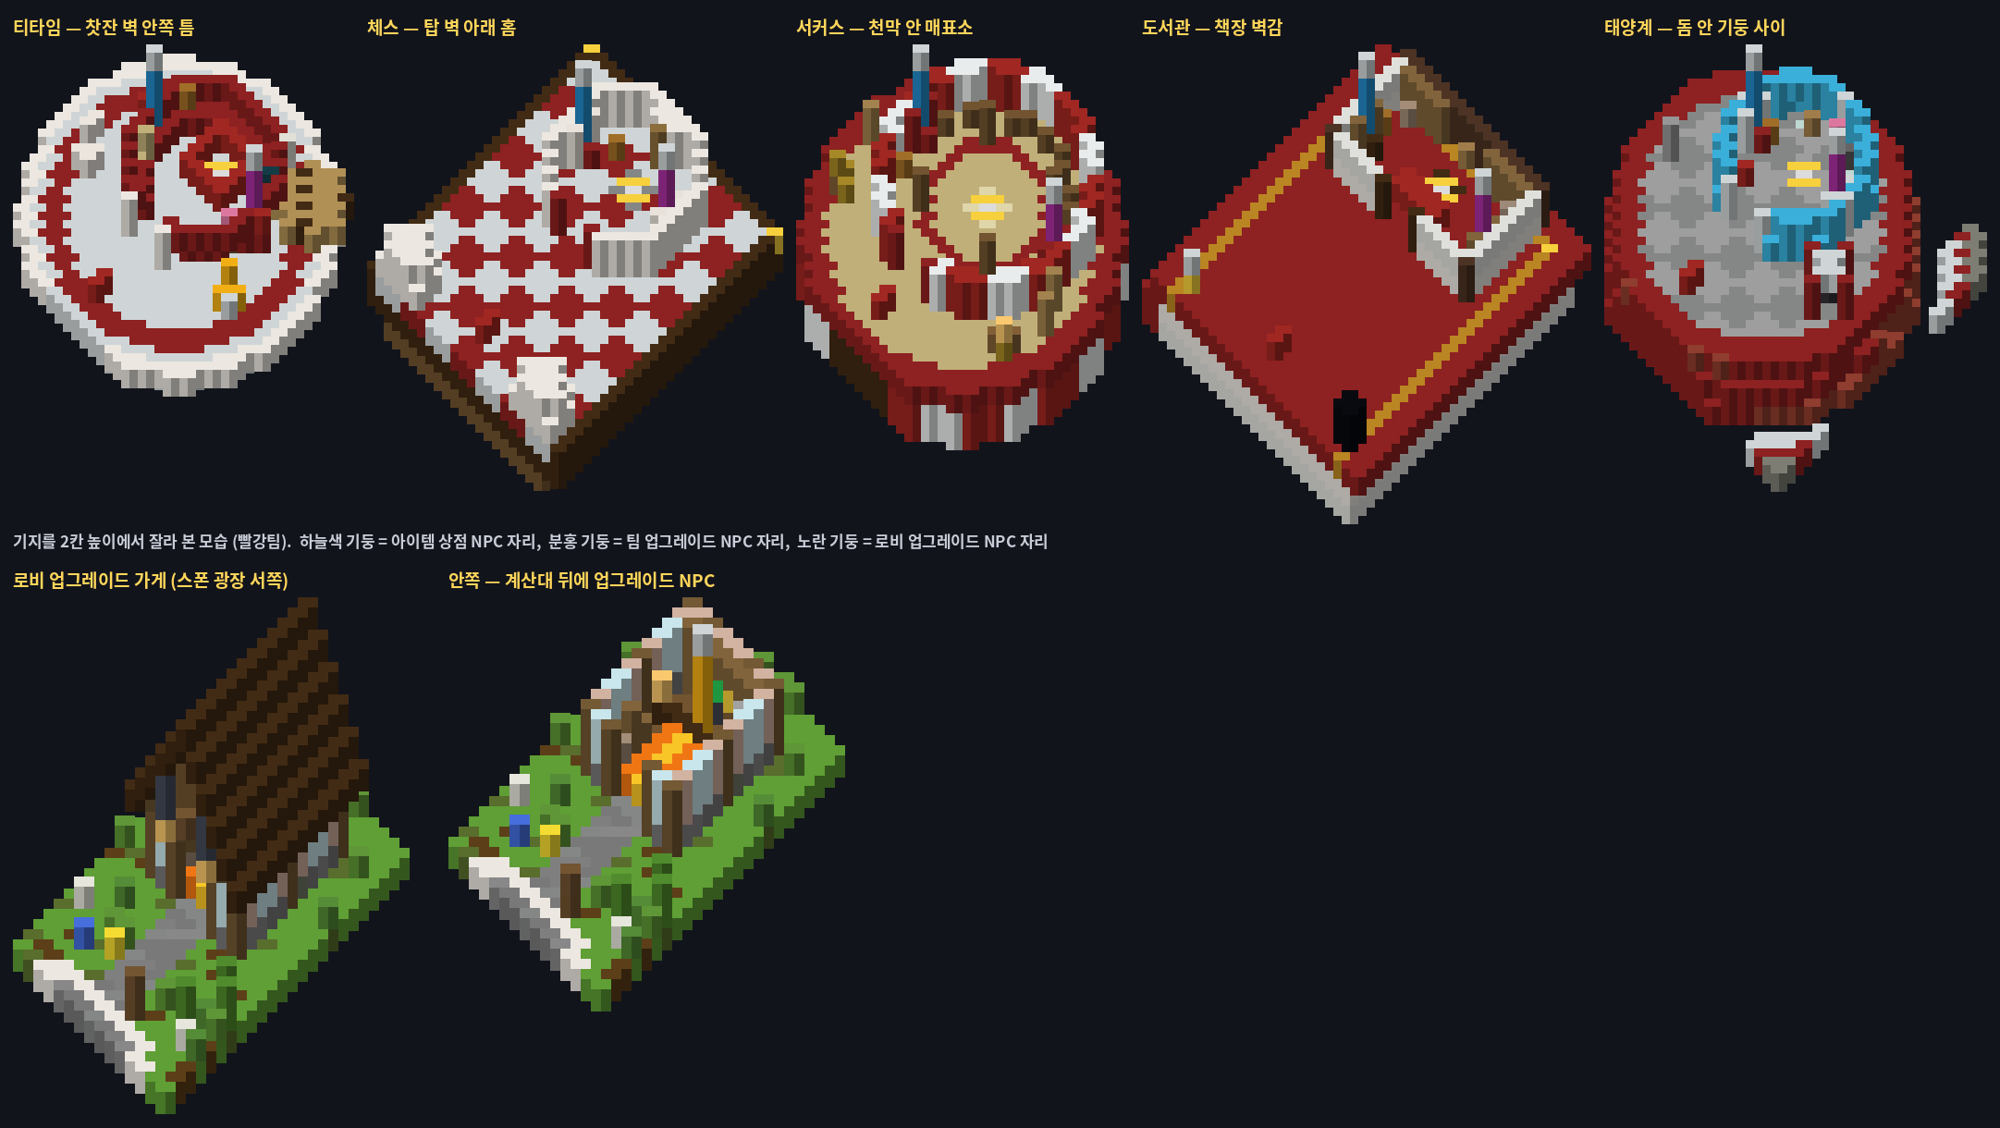 티타임 — 찻잔 벽 안쪽 틈
체스 — 탑 벽 아래 홈
서커스 — 천막 안 매표소
도서관 — 책장 벽감
태양계 — 돔 안 기둥 사이
기지를 2칸 높이에서 잘라 본 모습 (빨강팀). 하늘색 기둥 = 아이템 상점 NPC 자리, 분홍 기둥 = 팀 업그레이드 NPC 자리, 노란 기둥 = 로비 업그레이드 NPC 자리
로비 업그레이드 가게 (스폰 광장 서쪽)
안쪽 — 계산대 뒤에 업그레이드 NPC